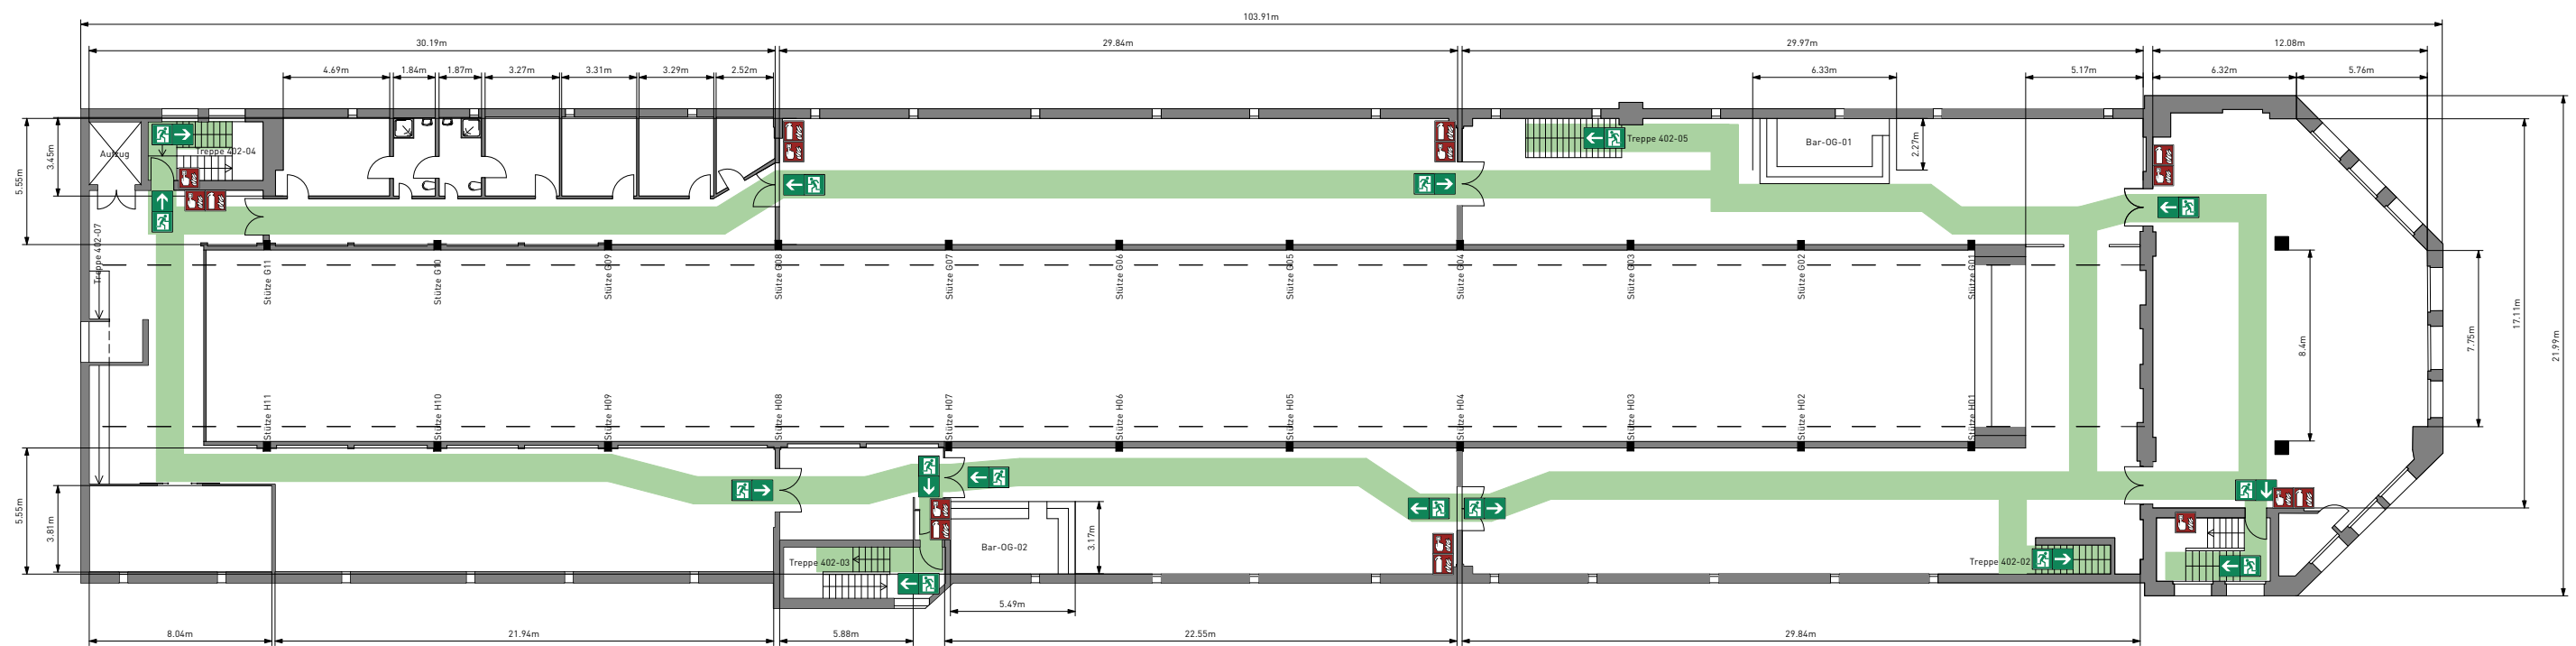 103.91m
30.19m
29.84m
29.97m
12.08m
4.69m
1.84m
1.87m
3.27m
3.31m
3.29m
2.52m
6.33m
5.17m
6.32m
5.76m
5.55m
3.45m
Aufzug
Treppe 402-04
Treppe 402-05
Bar-OG-01
2.27m
Treppe 402-07
Stütze G11
Stütze G10
Stütze G09
Stütze G08
Stütze G07
Stütze G06
Stütze G05
Stütze G04
Stütze G03
Stütze G02
Stütze G01
8.4m
7.75m
17.11m
21.99m
Stütze H11
Stütze H10
Stütze H09
Stütze H08
Stütze H07
Stütze H06
Stütze H05
Stütze H04
Stütze H03
Stütze H02
Stütze H01
5.55m
3.81m
Treppe 402-03
Bar-OG-02
3.17m
Treppe 402-02
5.49m
8.04m
21.94m
5.88m
22.55m
29.84m